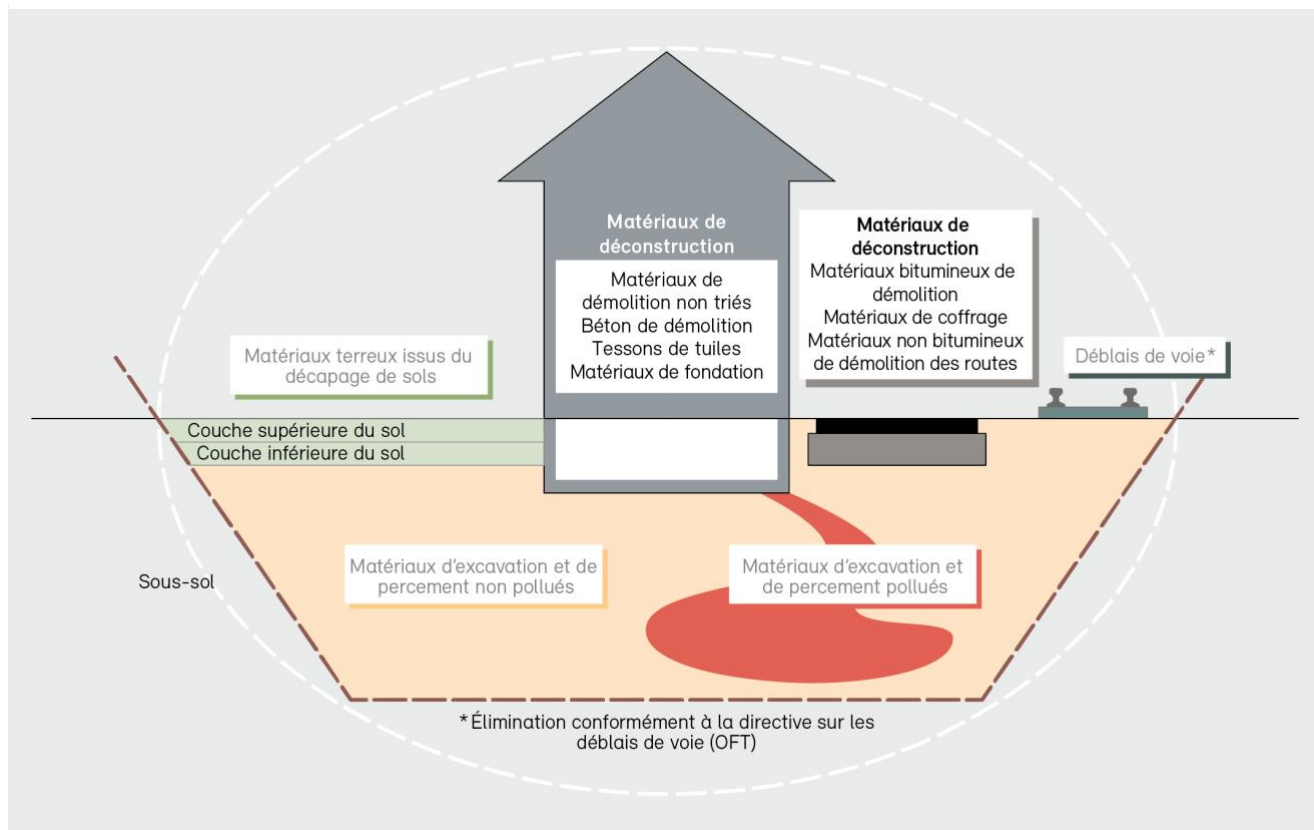 Matériaux de
déconstruction
Matériaux de
démolition non triés
Béton de démolition
Tessons de tuiles
Matériaux de fondation
Matériaux de
déconstruction
Matériaux bitumineux de
démolition
Matériaux de coffrage
Matériaux non bitumineux
de démolition des routes
Matériaux terreux issus du
décapage de sols
Déblais de voie*
Couche supérieure du sol
Couche inférieure du sol
Sous-sol
Matériaux d'excavation et de
percement non pollués
Matériaux d'excavation et
de percement pollués
* Élimination conformément à la directive sur les
déblais de voie (OFT)